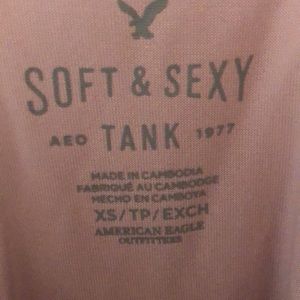 SOFT & SEXY
AEO TANK 1977
MADE IN CAMBODIA
FABRIQUÉ AU CAMBODGE
HECHO EN CAMBOYA
XS/TP/EXCH
AMERICAN EAGLE
OUTFITTERS